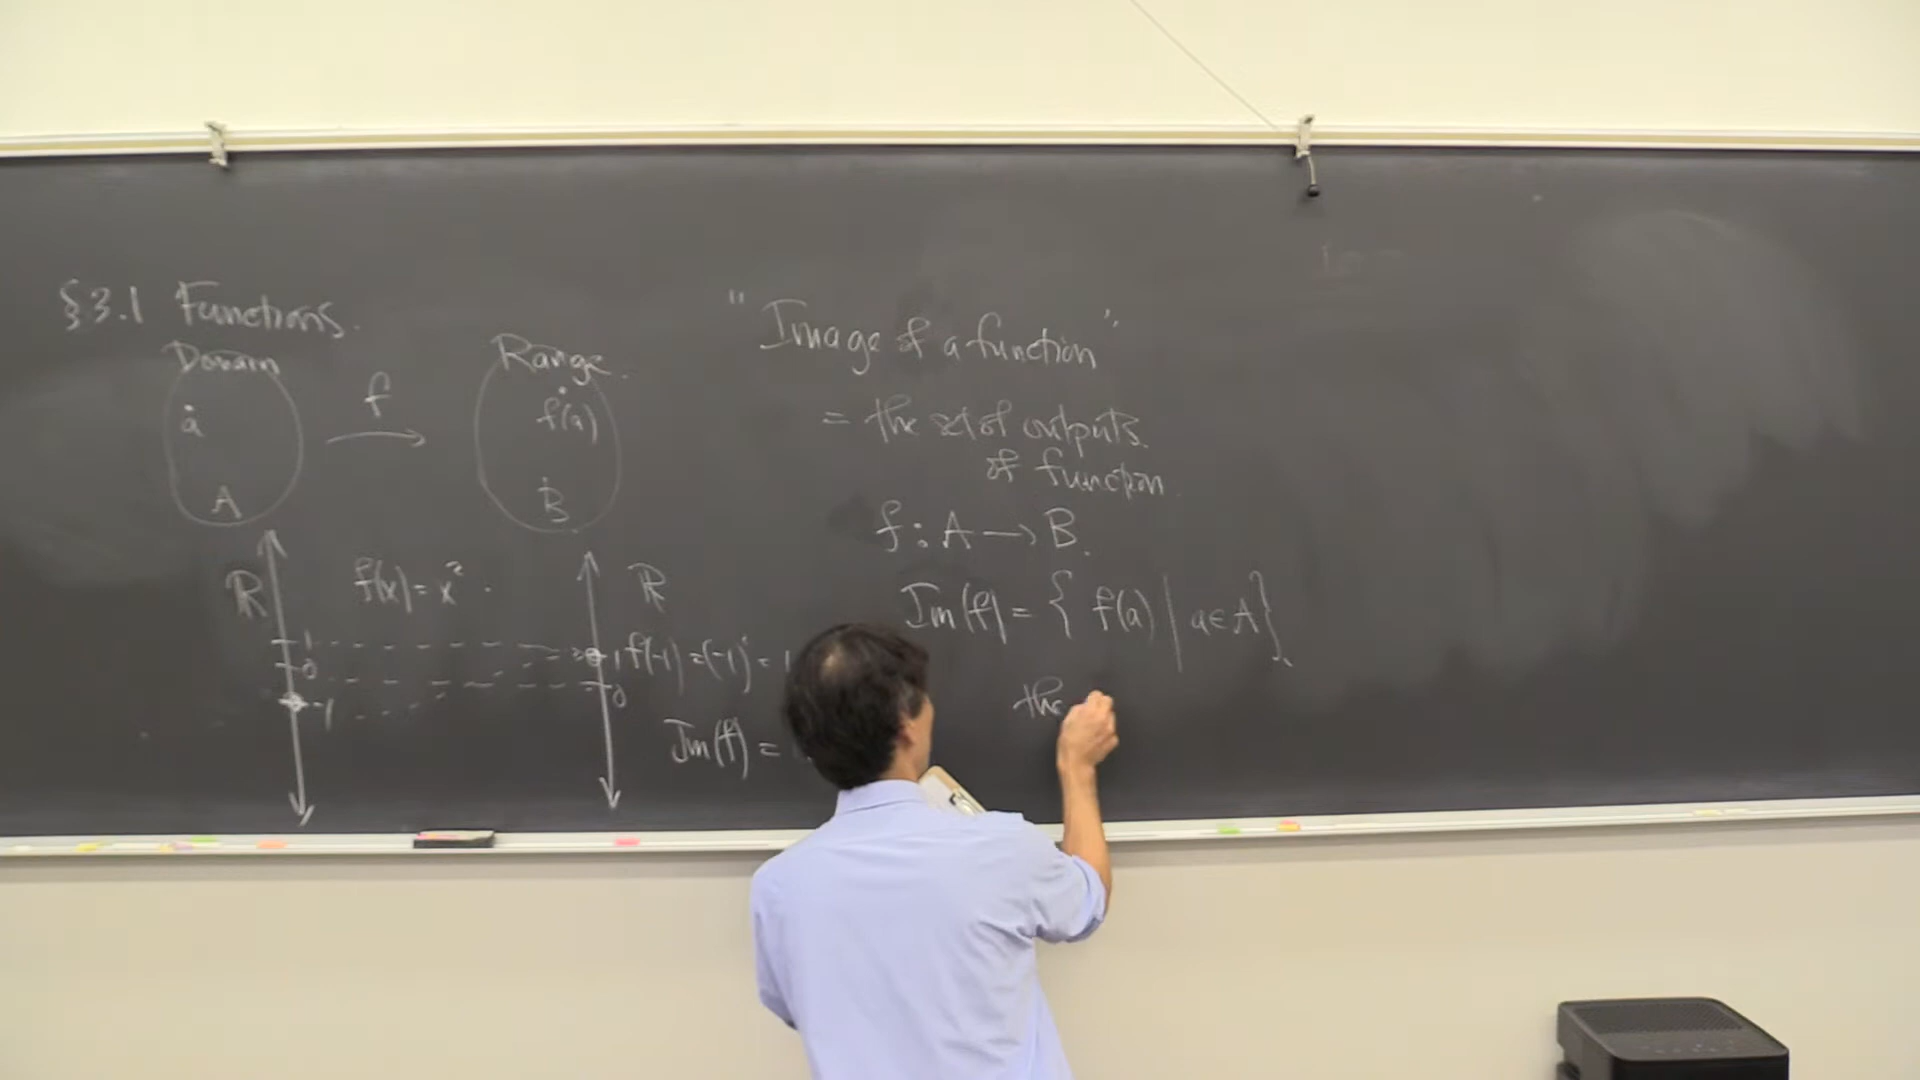 §3.1 Functions.
Domain
Range.
a
f
f(a)
A
B
R
f(x) = x² .
R
1
0
-1
1 f(-1) = (-1)² = 1
0
Im(f) =
"Image of a function"
= the set of outputs
of function.
f : A → B.
Im(f) = { f(a) | a ∈ A }.
the